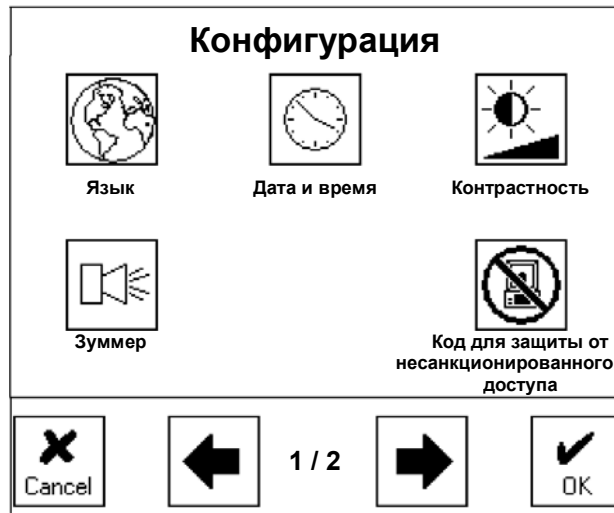 Конфигурация
Язык
Дата и время
Контрастность
Зуммер
Код для защиты от
несанкционированного
доступа
Cancel
1 / 2
OK